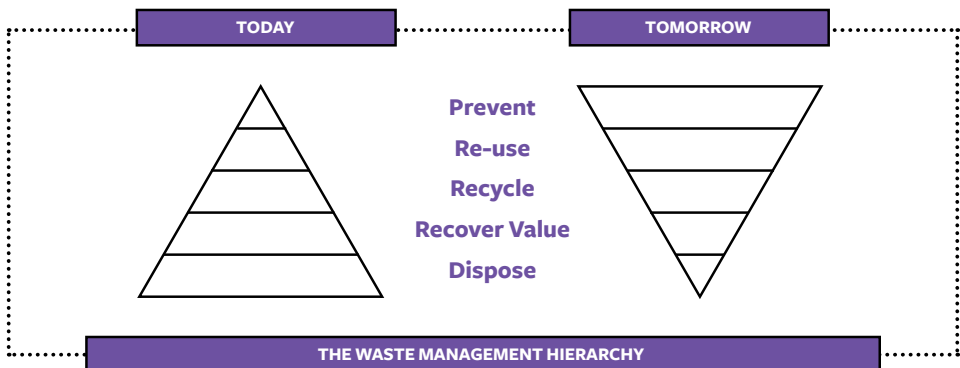 TODAY
TOMORROW
Prevent
Re-use
Recycle
Recover Value
Dispose
THE WASTE MANAGEMENT HIERARCHY